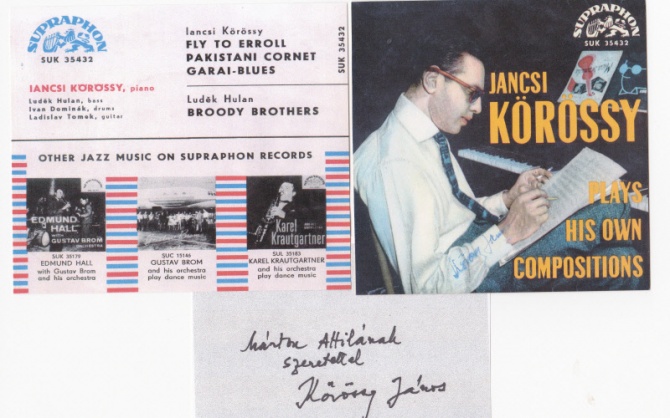 SUPRAPHON
SUK 35432
Iancsi Körössy
FLY TO ERROLL
PAKISTANI CORNET
GARAI-BLUES
SUK 35432
IANCSI KÖRÖSSY, piano
Luděk Hulan, bass
Ivan Dominák, drums
Ladislav Tomek, guitar
Luděk Hulan
BROODY BROTHERS
OTHER JAZZ MUSIC ON SUPRAPHON RECORDS
EDMUND HALL
with GUSTAV BROM
Karel Krautgartner
SUK 35178
EDMUND HALL
with Gustav Brom
and his orchestra
SUC 15146
GUSTAV BROM
and his orchestra
play dance music
SUL 35183
KAREL KRAUTGARTNER
and his orchestra
play dance music
SUPRAPHON
SUK 35432
JANCSI
KÖRÖSSY
PLAYS
HIS OWN
COMPOSITIONS
Márton Attilának
szeretettel
Körössy János